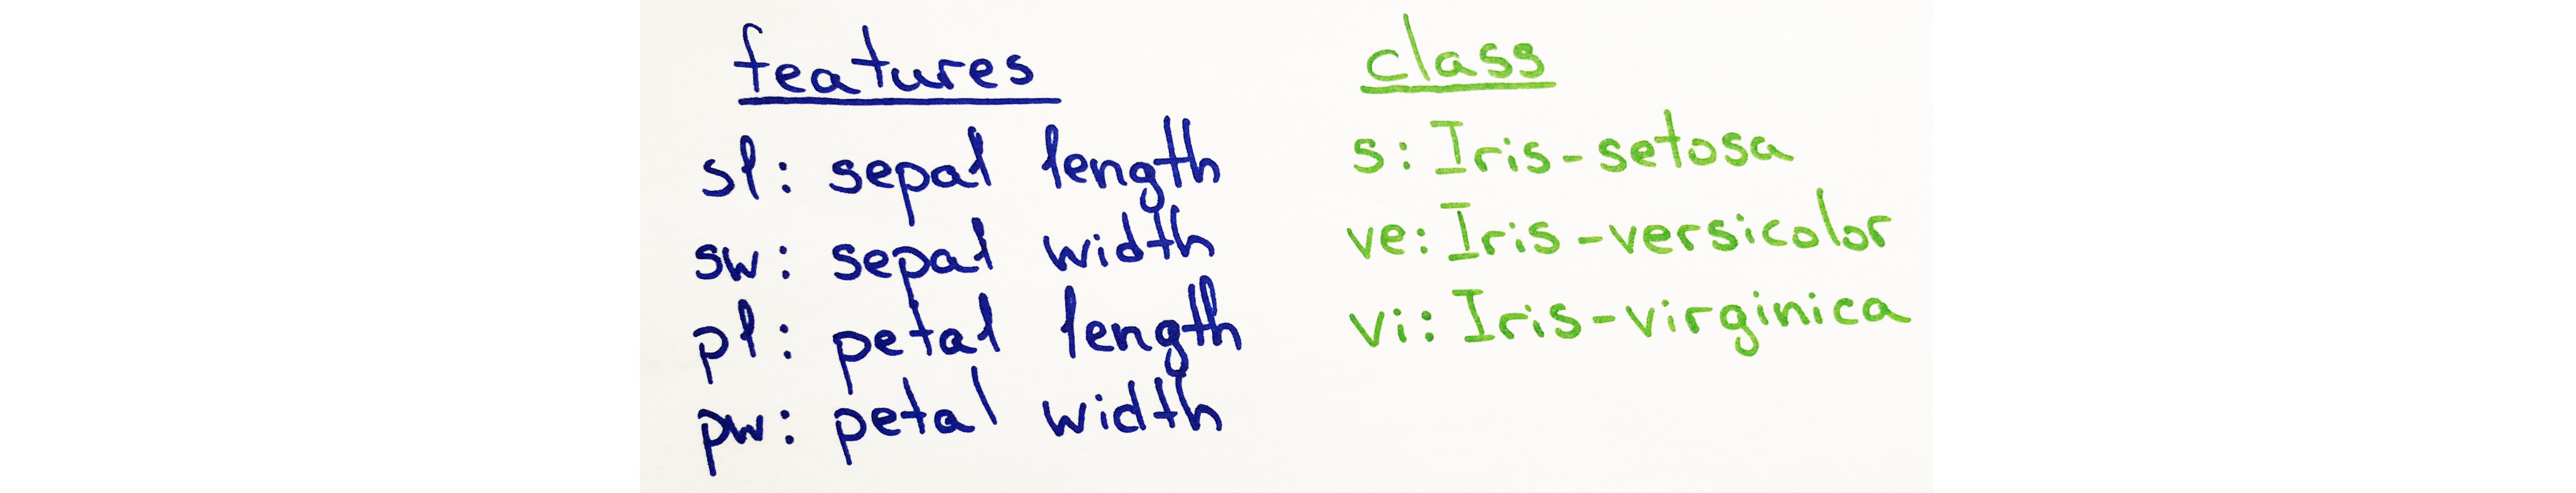 features
sl: sepal length
sw: sepal width
pl: petal length
pw: petal width
class
s: Iris-setosa
ve: Iris-versicolor
vi: Iris-virginica